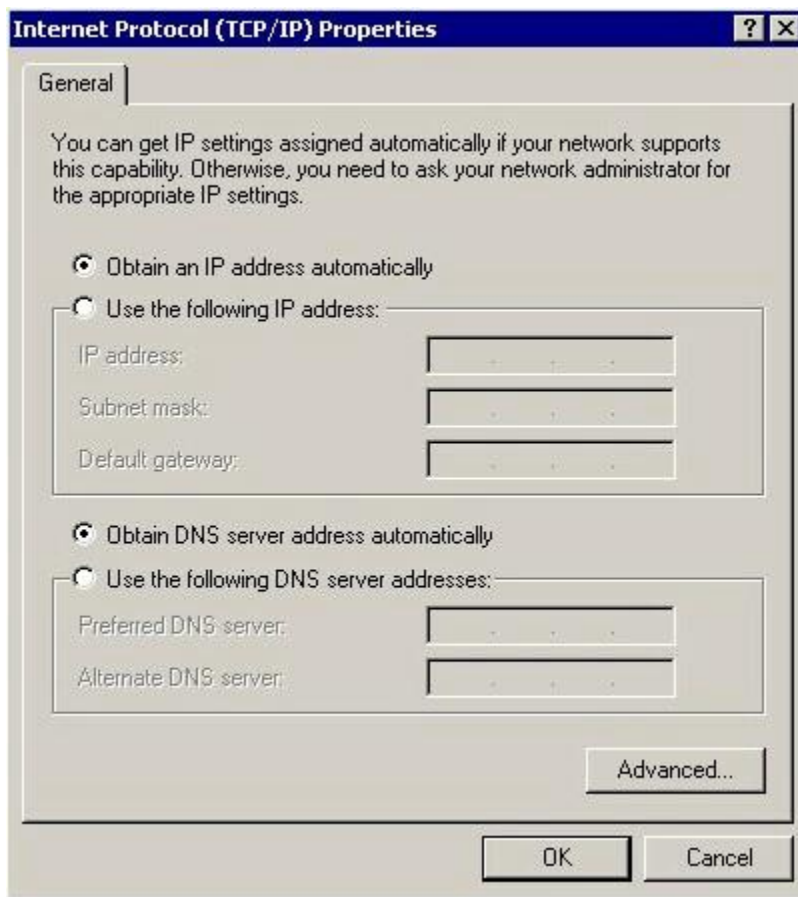 Internet Protocol (TCP/IP) Properties
General
You can get IP settings assigned automatically if your network supports
this capability. Otherwise, you need to ask your network administrator for
the appropriate IP settings.
Obtain an IP address automatically
Use the following IP address:
IP address:
Subnet mask:
Default gateway:
Obtain DNS server address automatically
Use the following DNS server addresses:
Preferred DNS server:
Alternate DNS server:
Advanced...
OK
Cancel